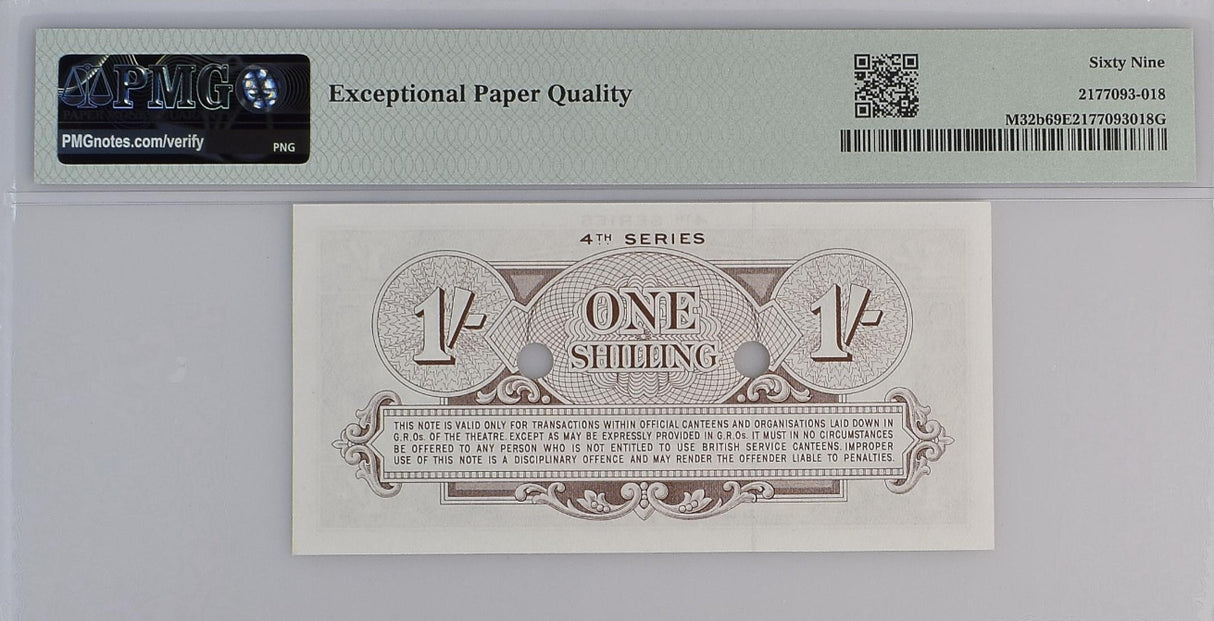 PMG
PAPER MONEY GUARANTY
PMGnotes.com/verify
PNG
Exceptional Paper Quality
Sixty Nine
2177093-018
M32b69E2177093018G
4TH SERIES
1/-
ONE
SHILLING
1/-
THIS NOTE IS VALID ONLY FOR TRANSACTIONS WITHIN OFFICIAL CANTEENS AND ORGANISATIONS LAID DOWN IN
G.R.Os. OF THE THEATRE. EXCEPT AS MAY BE EXPRESSLY PROVIDED IN G.R.Os. IT MUST IN NO CIRCUMSTANCES
BE OFFERED TO ANY PERSON WHO IS NOT ENTITLED TO USE BRITISH SERVICE CANTEENS. IMPROPER
USE OF THIS NOTE IS A DISCIPLINARY OFFENCE AND MAY RENDER THE OFFENDER LIABLE TO PENALTIES.